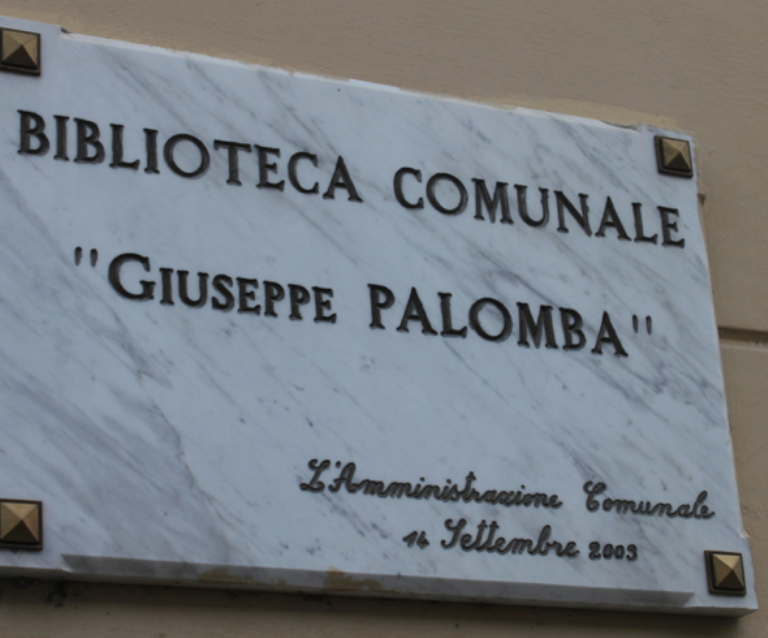 BIBLIOTECA COMUNALE
"GIUSEPPE PALOMBA"
L'Amministrazione Comunale
14 Settembre 2003